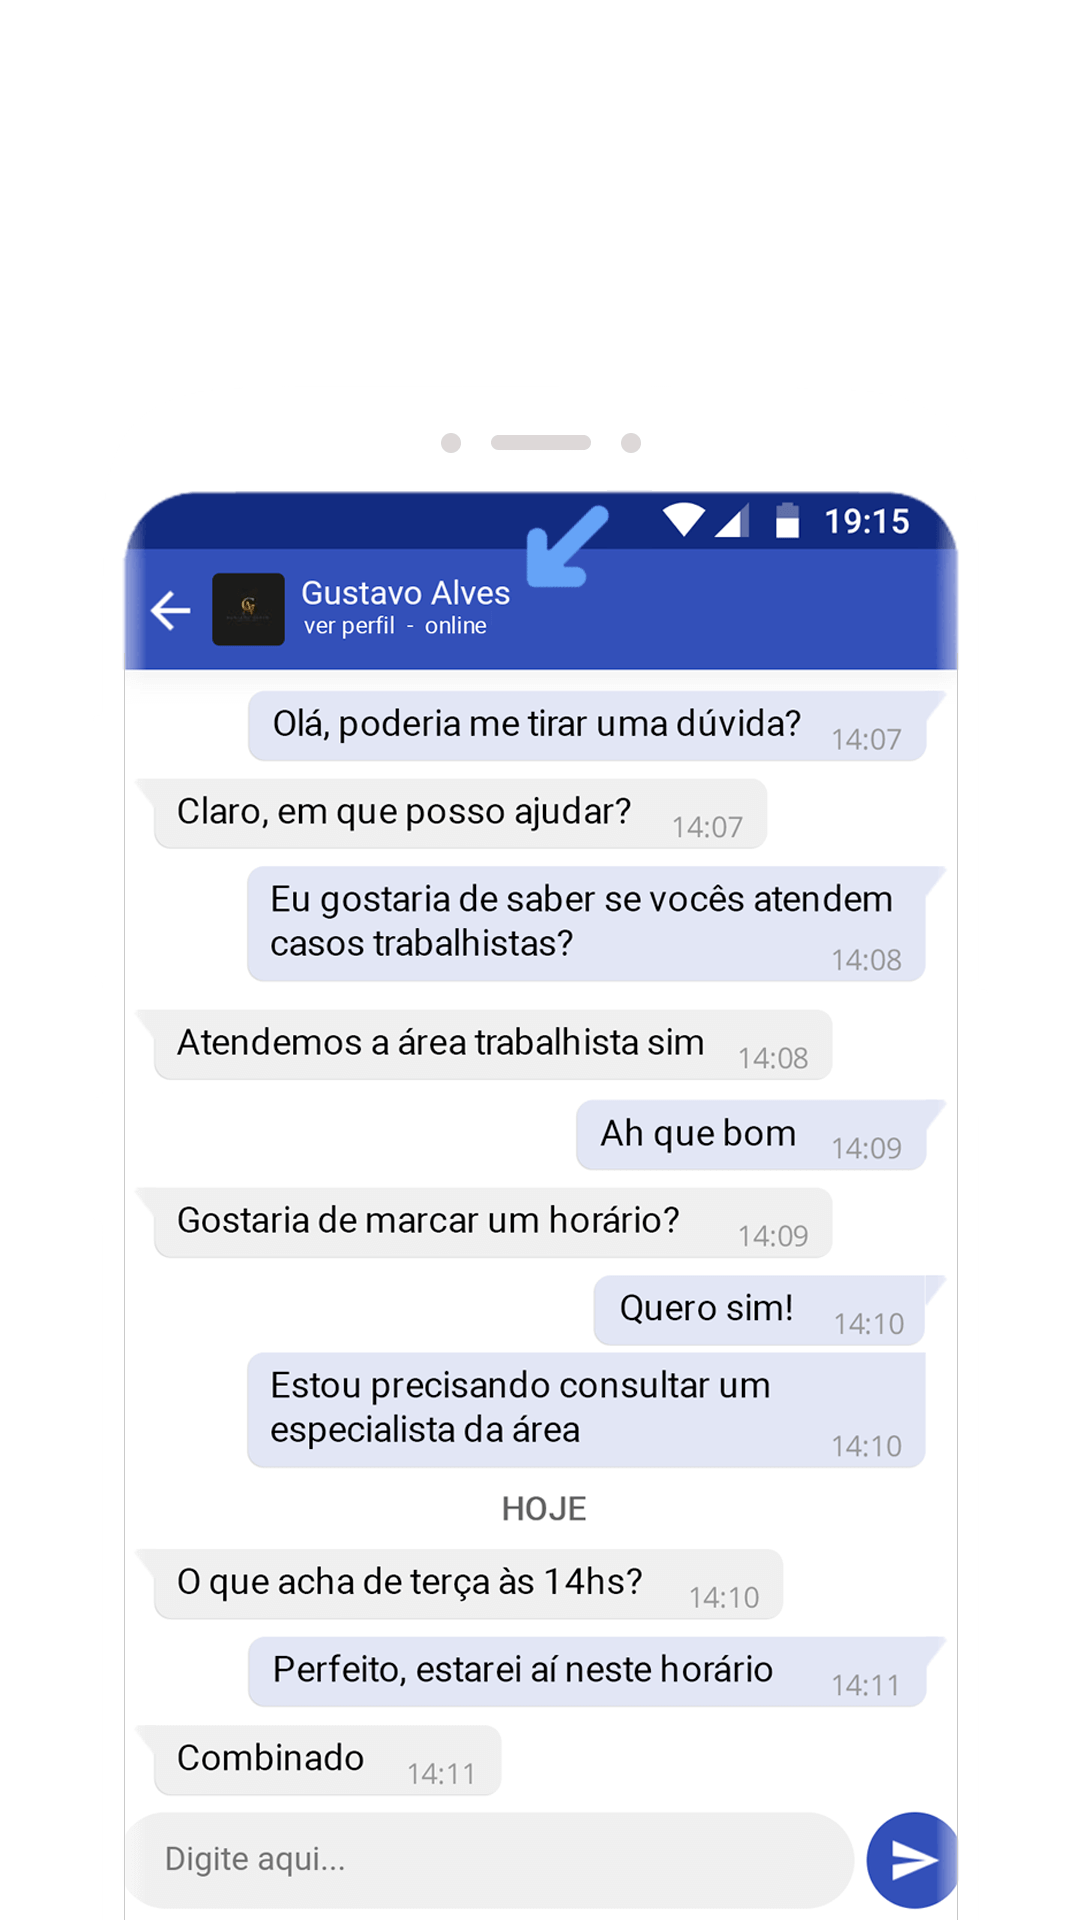 19:15
Gustavo Alves
ver perfil - online
Olá, poderia me tirar uma dúvida? 14:07
Claro, em que posso ajudar? 14:07
Eu gostaria de saber se vocês atendem
casos trabalhistas? 14:08
Atendemos a área trabalhista sim 14:08
Ah que bom 14:09
Gostaria de marcar um horário? 14:09
Quero sim! 14:10
Estou precisando consultar um
especialista da área 14:10
HOJE
O que acha de terça às 14hs? 14:10
Perfeito, estarei aí neste horário 14:11
Combinado 14:11
Digite aqui...